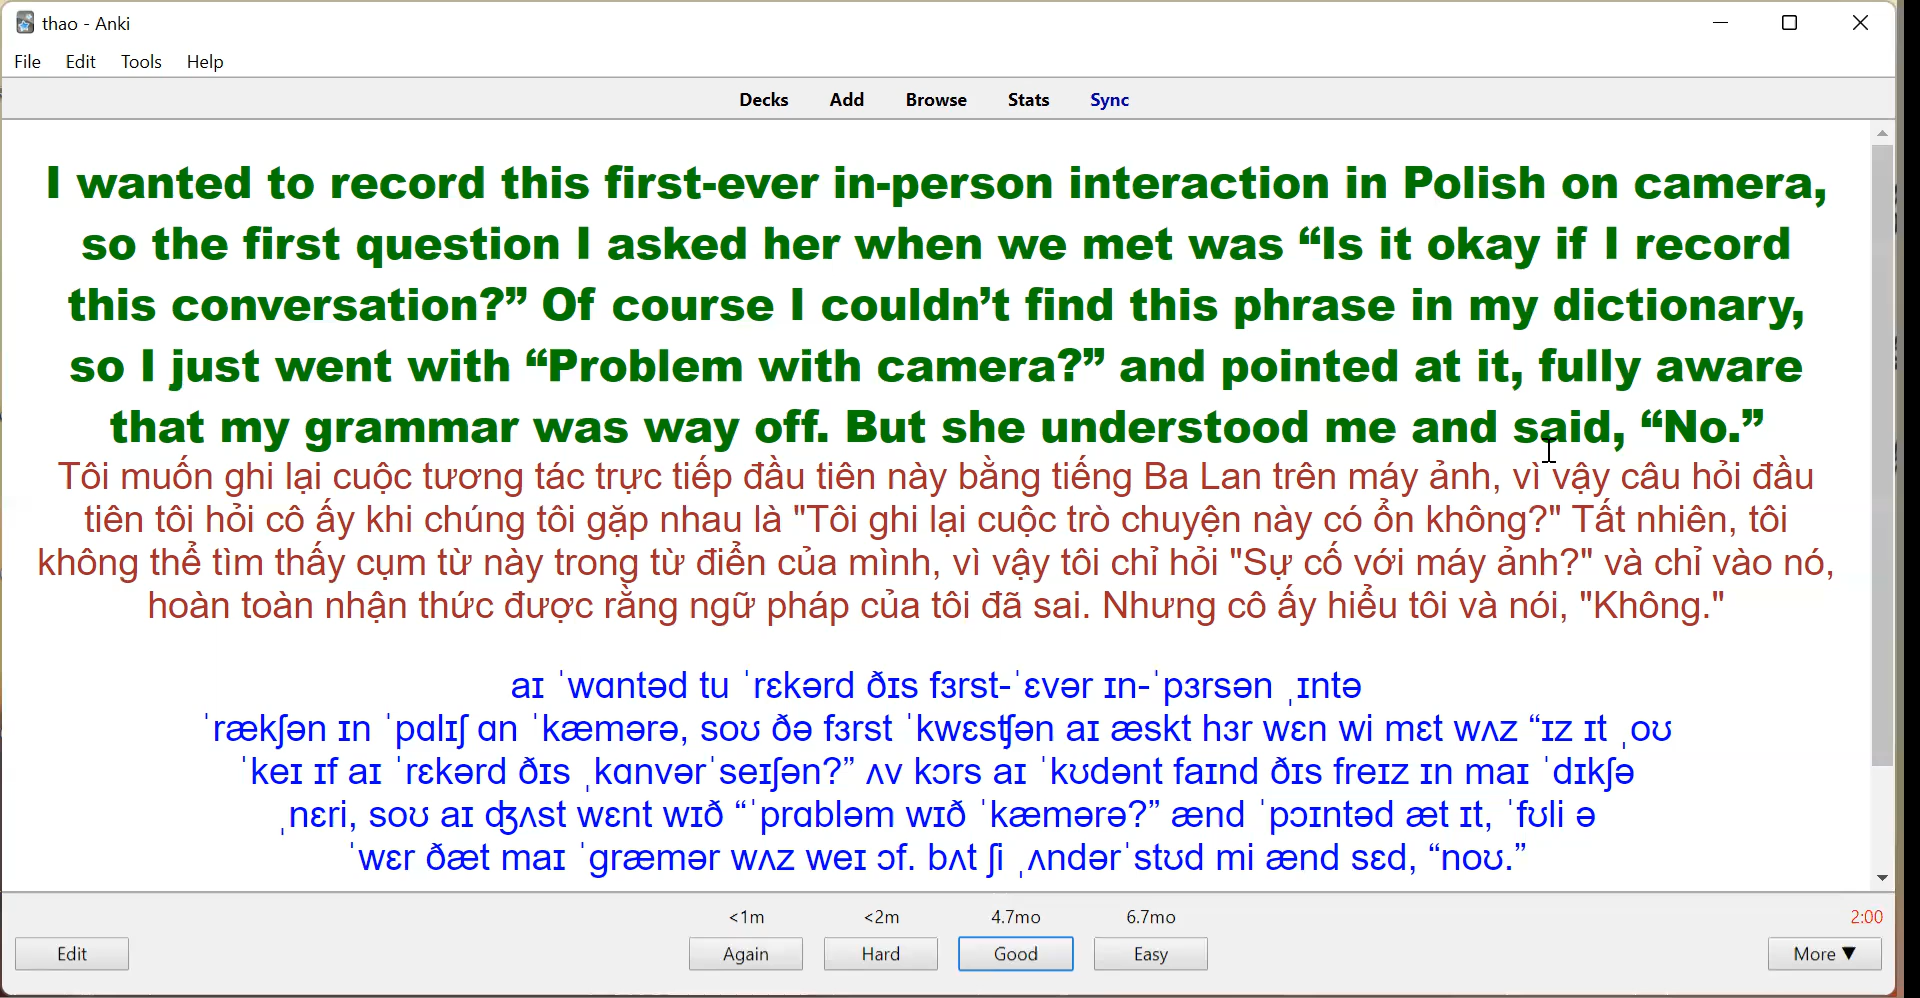 thao - Anki
File Edit Tools Help
Decks Add Browse Stats Sync
I wanted to record this first-ever in-person interaction in Polish on camera,
so the first question I asked her when we met was “Is it okay if I record
this conversation?” Of course I couldn’t find this phrase in my dictionary,
so I just went with “Problem with camera?” and pointed at it, fully aware
that my grammar was way off. But she understood me and said, “No.”
Tôi muốn ghi lại cuộc tương tác trực tiếp đầu tiên này bằng tiếng Ba Lan trên máy ảnh, vì vậy câu hỏi đầu
tiên tôi hỏi cô ấy khi chúng tôi gặp nhau là "Tôi ghi lại cuộc trò chuyện này có ổn không?" Tất nhiên, tôi
không thể tìm thấy cụm từ này trong từ điển của mình, vì vậy tôi chỉ hỏi "Sự cố với máy ảnh?" và chỉ vào nó,
hoàn toàn nhận thức được rằng ngữ pháp của tôi đã sai. Nhưng cô ấy hiểu tôi và nói, "Không."
aɪ ˈwɑntəd tu ˈrɛkərd ðɪs fɜrst-ˈɛvər ɪn-ˈpɜrsən ˌɪntə
ˈrækʃən ɪn ˈpɑlɪʃ ɑn ˈkæmərə, soʊ ðə fɜrst ˈkwɛsʧən aɪ æskt hɜr wɛn wi mɛt wʌz “ɪz ɪt ˌoʊ
ˈkeɪ ɪf aɪ ˈrɛkərd ðɪs ˌkɑnvərˈseɪʃən?” ʌv kɔrs aɪ ˈkʊdənt faɪnd ðɪs freɪz ɪn maɪ ˈdɪkʃə
ˌnɛri, soʊ aɪ ʤʌst wɛnt wɪð “ˈprɑbləm wɪð ˈkæmərə?” ænd ˈpɔɪntəd æt ɪt, ˈfʊli ə
ˈwɛr ðæt maɪ ˈgræmər wʌz weɪ ɔf. bʌt ʃi ˌʌndərˈstʊd mi ænd sɛd, “noʊ.”
<1m <2m 4.7mo 6.7mo 2:00
Edit Again Hard Good Easy More ▼